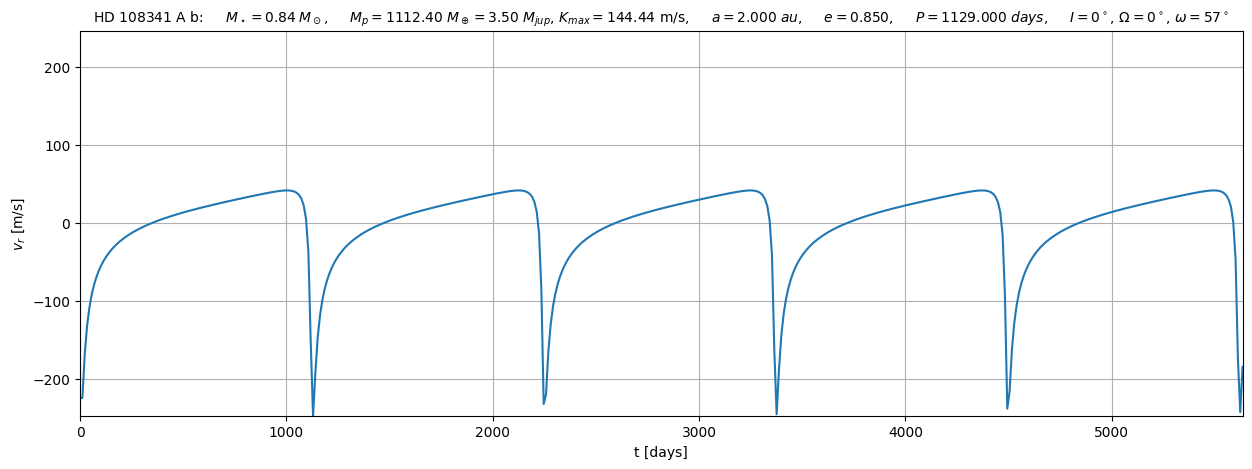 HD 108341 A b: M⋆ = 0.84 M⊙, Mp = 1112.40 M⊕ = 3.50 Mjup, Kmax = 144.44 m/s, a = 2.000 au, e = 0.850, P = 1129.000 days, I = 0°, Ω = 0°, ω = 57°
200
100
0
−100
−200
vr [m/s]
0 1000 2000 3000 4000 5000
t [days]